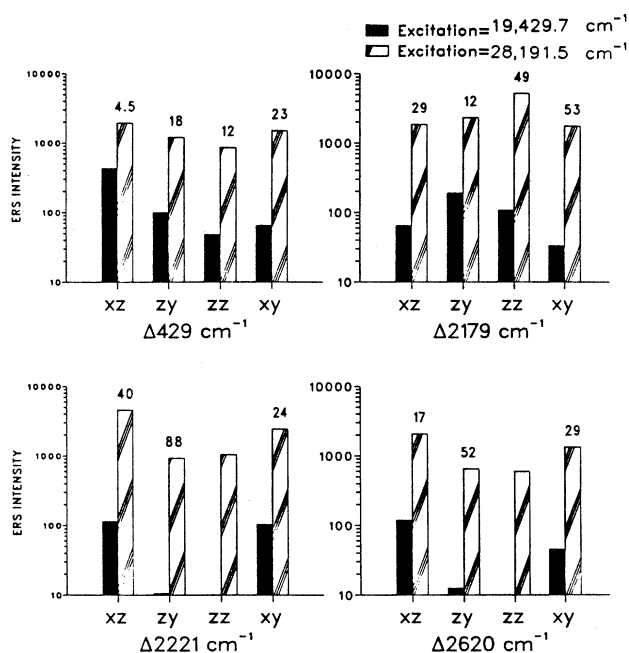 Excitation=19,429.7 cm⁻¹
Excitation=28,191.5 cm⁻¹
ERS INTENSITY
10000
1000
100
10
4.5 18 12 23
xz zy zz xy
Δ429 cm⁻¹
10000
1000
100
10
29 12 49 53
xz zy zz xy
Δ2179 cm⁻¹
ERS INTENSITY
10000
1000
100
10
40 88 24
xz zy zz xy
Δ2221 cm⁻¹
10000
1000
100
10
17 52 29
xz zy zz xy
Δ2620 cm⁻¹